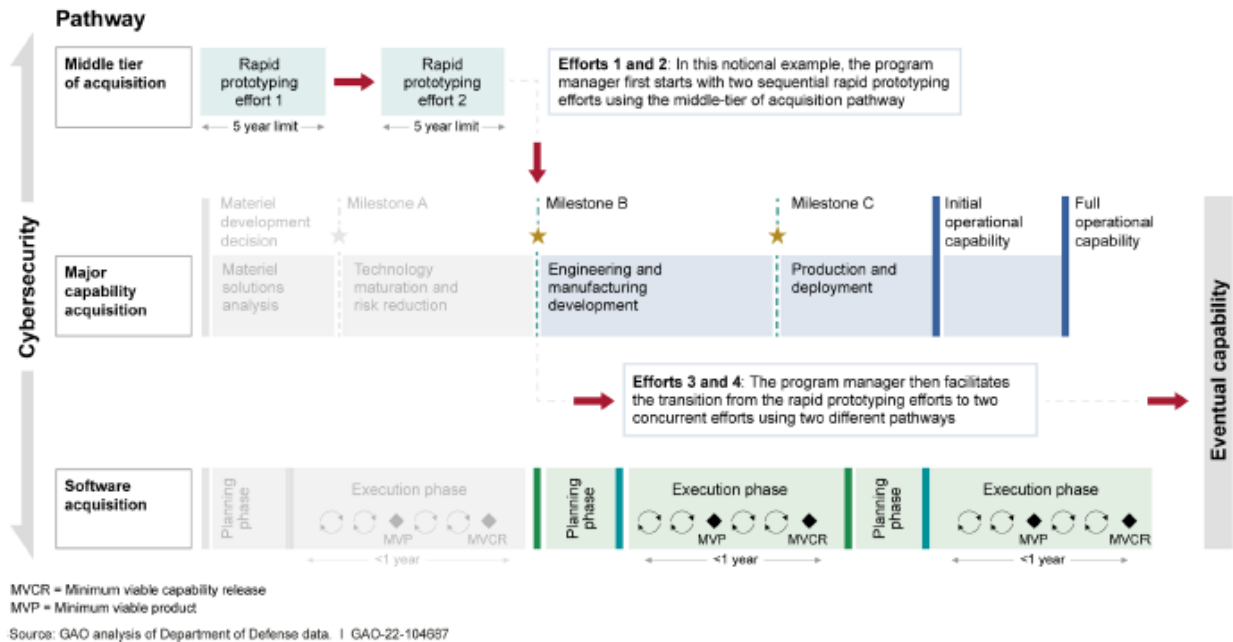 Pathway
Middle tier
of acquisition
Rapid
prototyping
effort 1
5 year limit
Rapid
prototyping
effort 2
5 year limit
Efforts 1 and 2: In this notional example, the program
manager first starts with two sequential rapid prototyping
efforts using the middle-tier of acquisition pathway
Cybersecurity
Major
capability
acquisition
Materiel
development
decision
Milestone A
Milestone B
Milestone C
Initial
operational
capability
Full
operational
capability
Materiel
solutions
analysis
Technology
maturation and
risk reduction
Engineering and
manufacturing
development
Production and
deployment
Efforts 3 and 4: The program manager then facilitates
the transition from the rapid prototyping efforts to two
concurrent efforts using two different pathways
Eventual capability
Software
acquisition
Planning
phase
Execution phase
MVP
MVCR
<1 year
Planning
phase
Execution phase
MVP
MVCR
<1 year
Planning
phase
Execution phase
MVP
MVCR
<1 year
MVCR = Minimum viable capability release
MVP = Minimum viable product
Source: GAO analysis of Department of Defense data. I GAO-22-104687